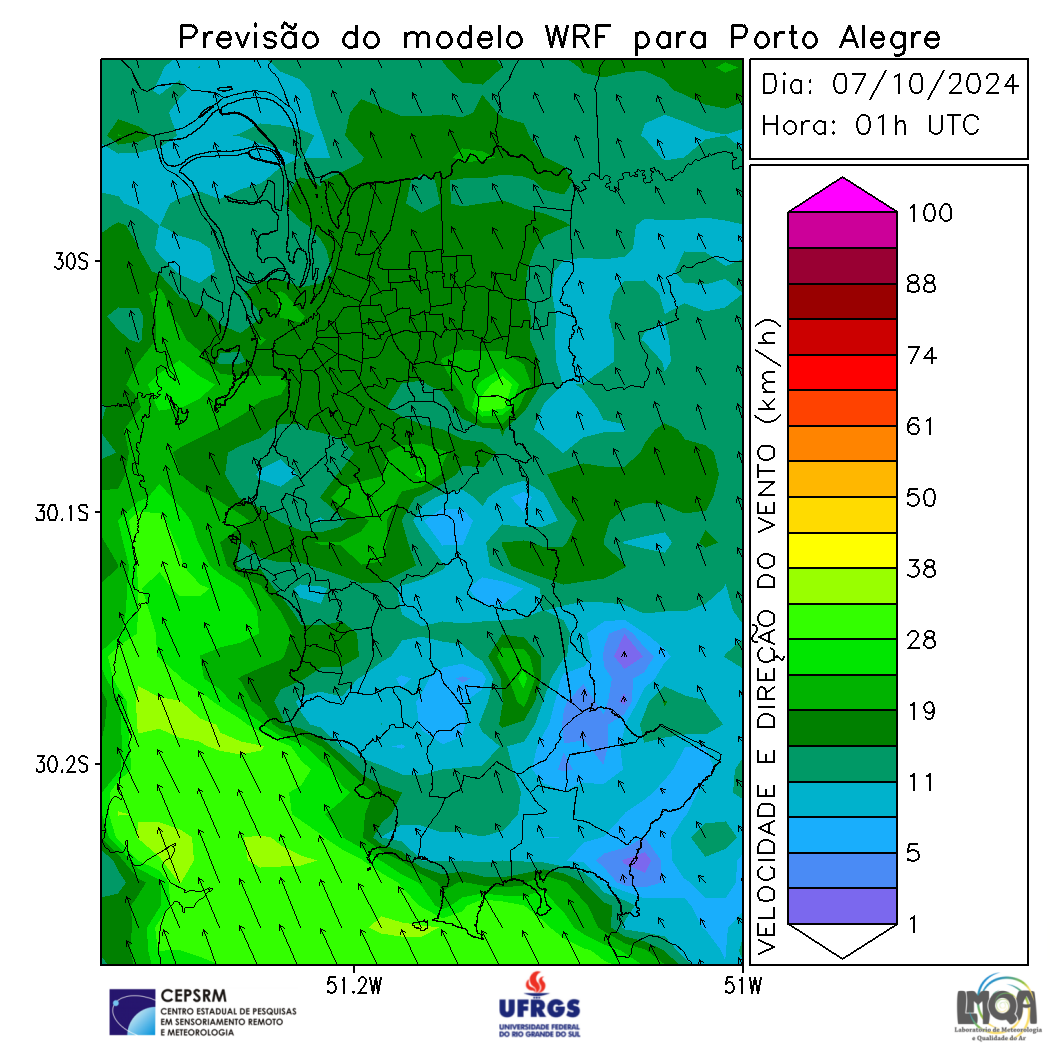 Previsão do modelo WRF para Porto Alegre
Dia: 07/10/2024
Hora: 01h UTC
30S
30.1S
30.2S
51.2W
51W
VELOCIDADE E DIREÇÃO DO VENTO (km/h)
100
88
74
61
50
38
28
19
11
5
1
CEPSRM
CENTRO ESTADUAL DE PESQUISAS
EM SENSORIAMENTO REMOTO
E METEOROLOGIA
UFRGS
UNIVERSIDADE FEDERAL
DO RIO GRANDE DO SUL
LMQA
Laboratório de Meteorologia
e Qualidade do Ar